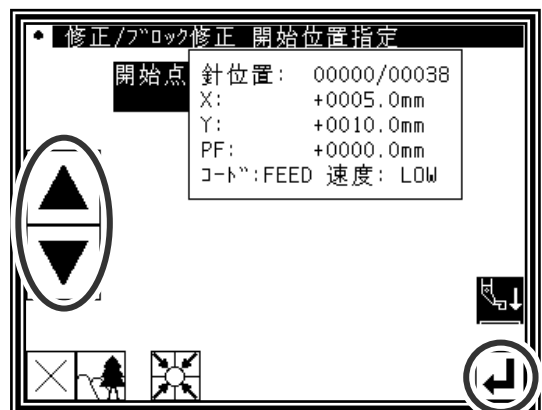 修正/ブロック修正 開始位置指定
開始点
針位置: 00000/00038
X: +0005.0mm
Y: +0010.0mm
PF: +0000.0mm
コード:FEED 速度: LOW